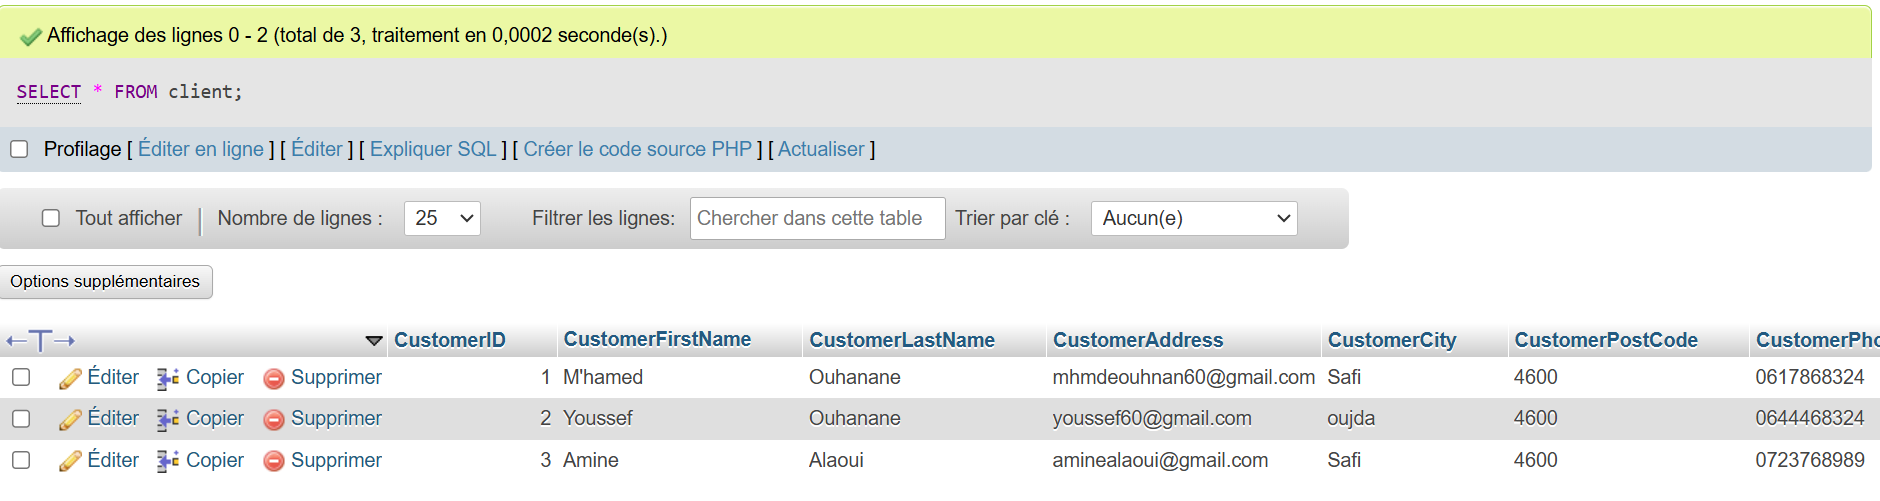 Affichage des lignes 0 - 2 (total de 3, traitement en 0,0002 seconde(s).)
SELECT * FROM client;
Profilage [ Éditer en ligne ] [ Éditer ] [ Expliquer SQL ] [ Créer le code source PHP ] [ Actualiser ]
Tout afficher Nombre de lignes : 25 Filtrer les lignes: Chercher dans cette table Trier par clé : Aucun(e)
Options supplémentaires
CustomerID CustomerFirstName CustomerLastName CustomerAddress CustomerCity CustomerPostCode CustomerPho
Éditer Copier Supprimer 1 M'hamed Ouhanane mhmdeouhnan60@gmail.com Safi 4600 0617868324
Éditer Copier Supprimer 2 Youssef Ouhanane youssef60@gmail.com oujda 4600 0644468324
Éditer Copier Supprimer 3 Amine Alaoui aminealaoui@gmail.com Safi 4600 0723768989